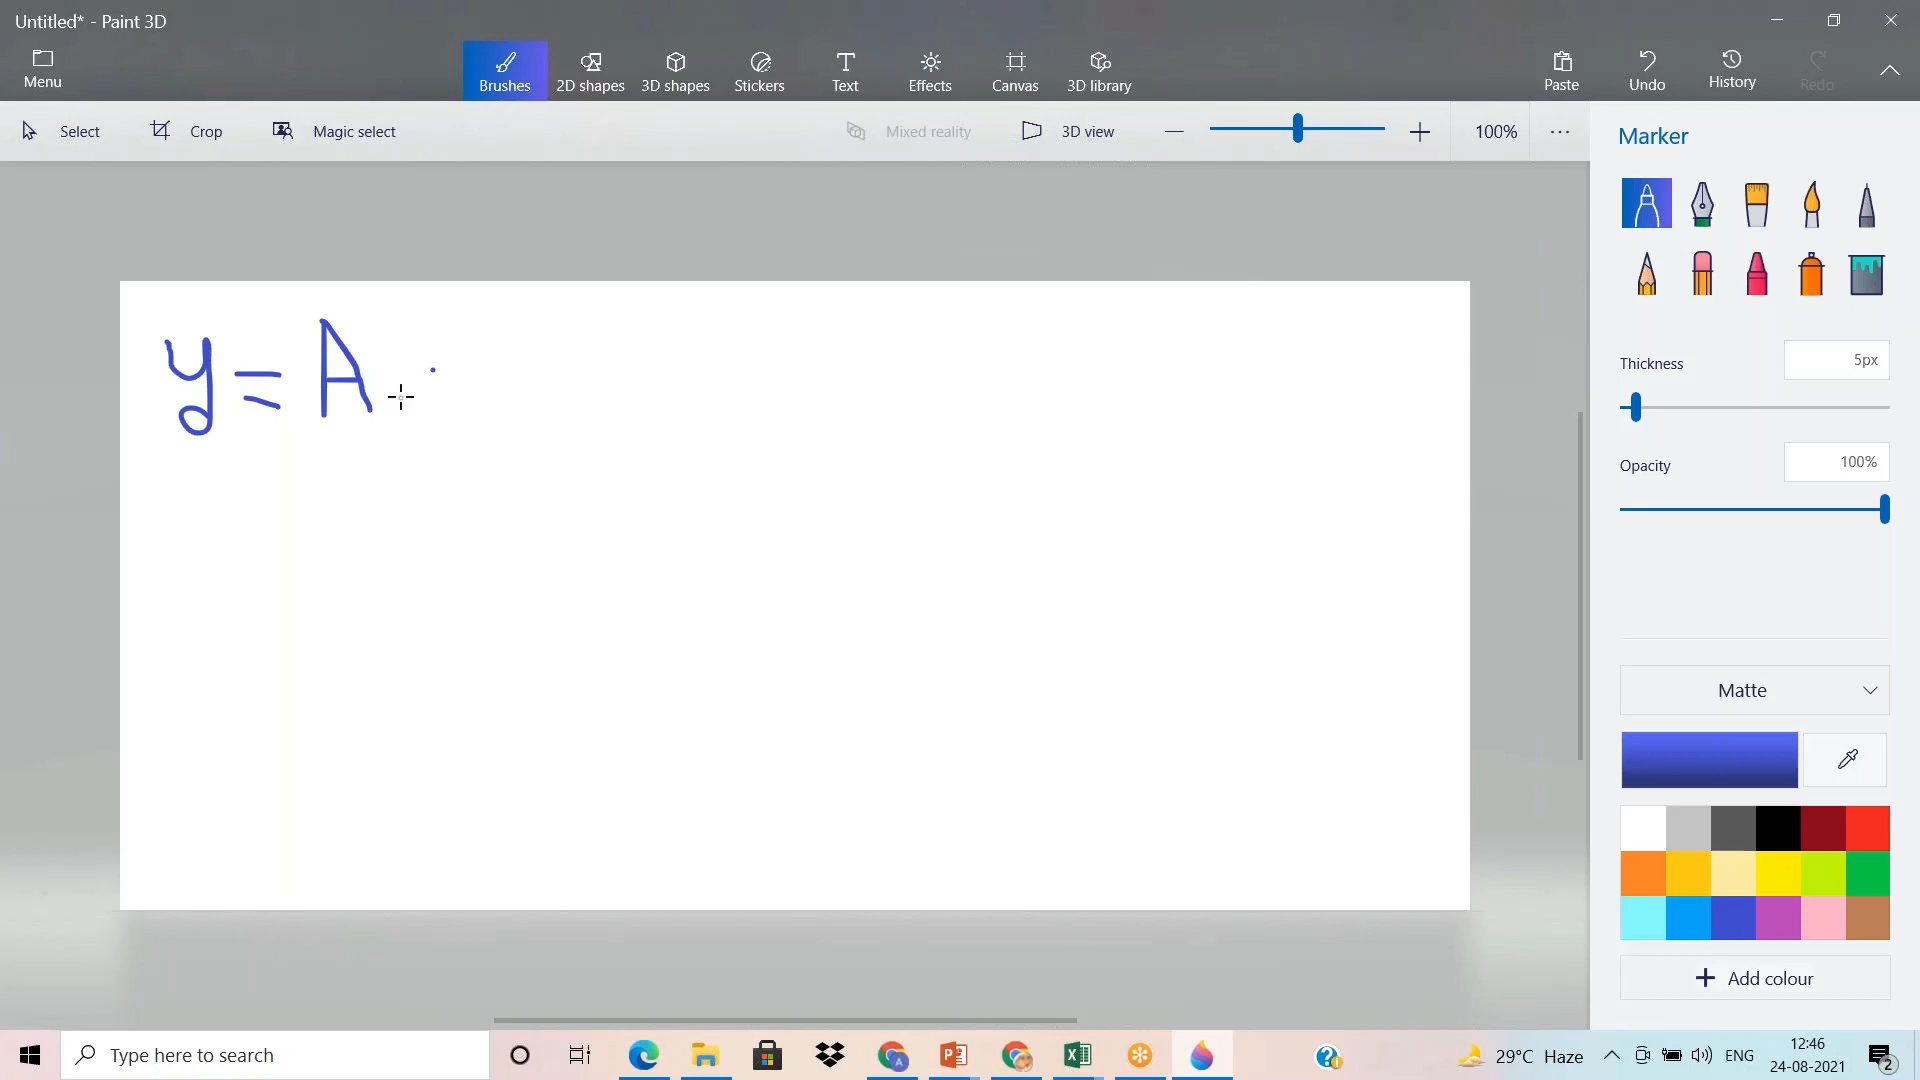 Untitled* - Paint 3D
Menu
Brushes
2D shapes
3D shapes
Stickers
Text
Effects
Canvas
3D library
Paste
Undo
History
Redo
Select
Crop
Magic select
Mixed reality
3D view
100%
Marker
Thickness
5px
Opacity
100%
Matte
Add colour
y = A
Type here to search
29°C Haze
ENG
12:46
24-08-2021
2